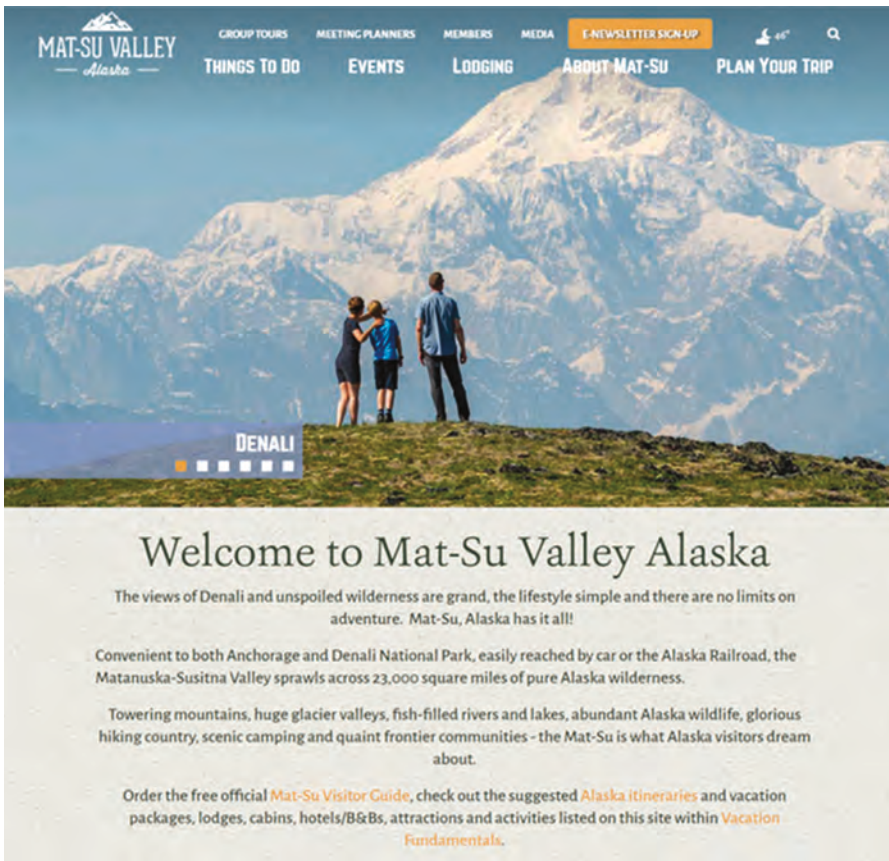 MAT-SU VALLEY
Alaska
GROUP TOURS MEETING PLANNERS MEMBERS MEDIA E-NEWSLETTER SIGN-UP 46°
THINGS TO DO EVENTS LODGING ABOUT MAT-SU PLAN YOUR TRIP
DENALI
Welcome to Mat-Su Valley Alaska
The views of Denali and unspoiled wilderness are grand, the lifestyle simple and there are no limits on
adventure. Mat-Su, Alaska has it all!
Convenient to both Anchorage and Denali National Park, easily reached by car or the Alaska Railroad, the
Matanuska-Susitna Valley sprawls across 23,000 square miles of pure Alaska wilderness.
Towering mountains, huge glacier valleys, fish-filled rivers and lakes, abundant Alaska wildlife, glorious
hiking country, scenic camping and quaint frontier communities - the Mat-Su is what Alaska visitors dream
about.
Order the free official Mat-Su Visitor Guide, check out the suggested Alaska itineraries and vacation
packages, lodges, cabins, hotels/B&Bs, attractions and activities listed on this site within Vacation
Fundamentals.